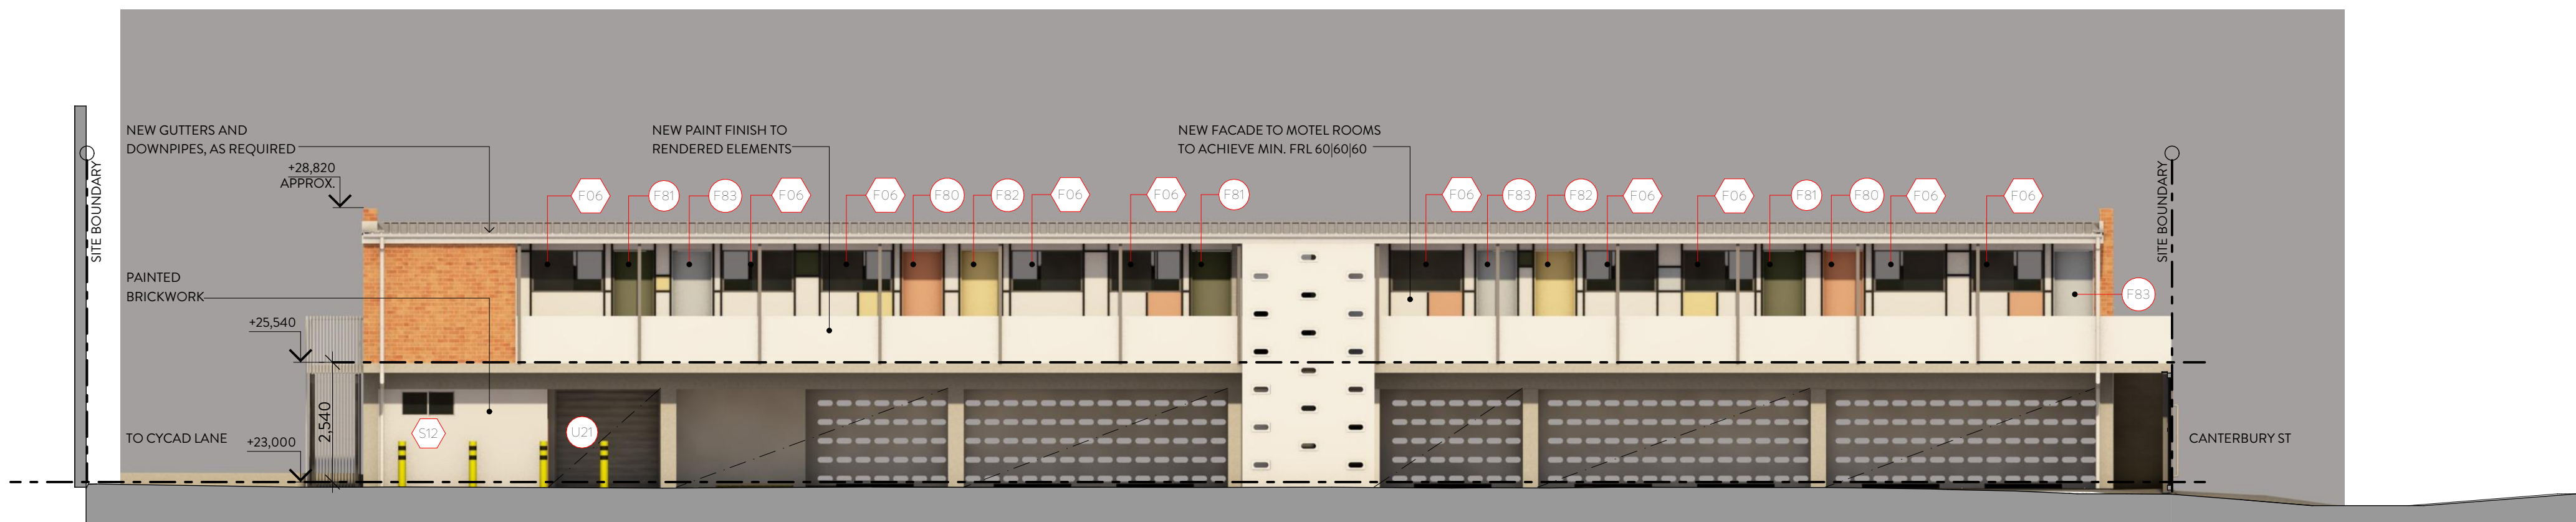 NEW GUTTERS AND
DOWNPIPES, AS REQUIRED
+28,820
APPROX.
SITE BOUNDARY
NEW PAINT FINISH TO
RENDERED ELEMENTS
NEW FACADE TO MOTEL ROOMS
TO ACHIEVE MIN. FRL 60|60|60
F06 F81 F83 F06 F06 F80 F82 F06 F06 F81 F06 F83 F82 F06 F06 F81 F80 F06 F06
SITE BOUNDARY
PAINTED
BRICKWORK
F83
+25,540
2,540
S12
U21
TO CYCAD LANE
+23,000
CANTERBURY ST